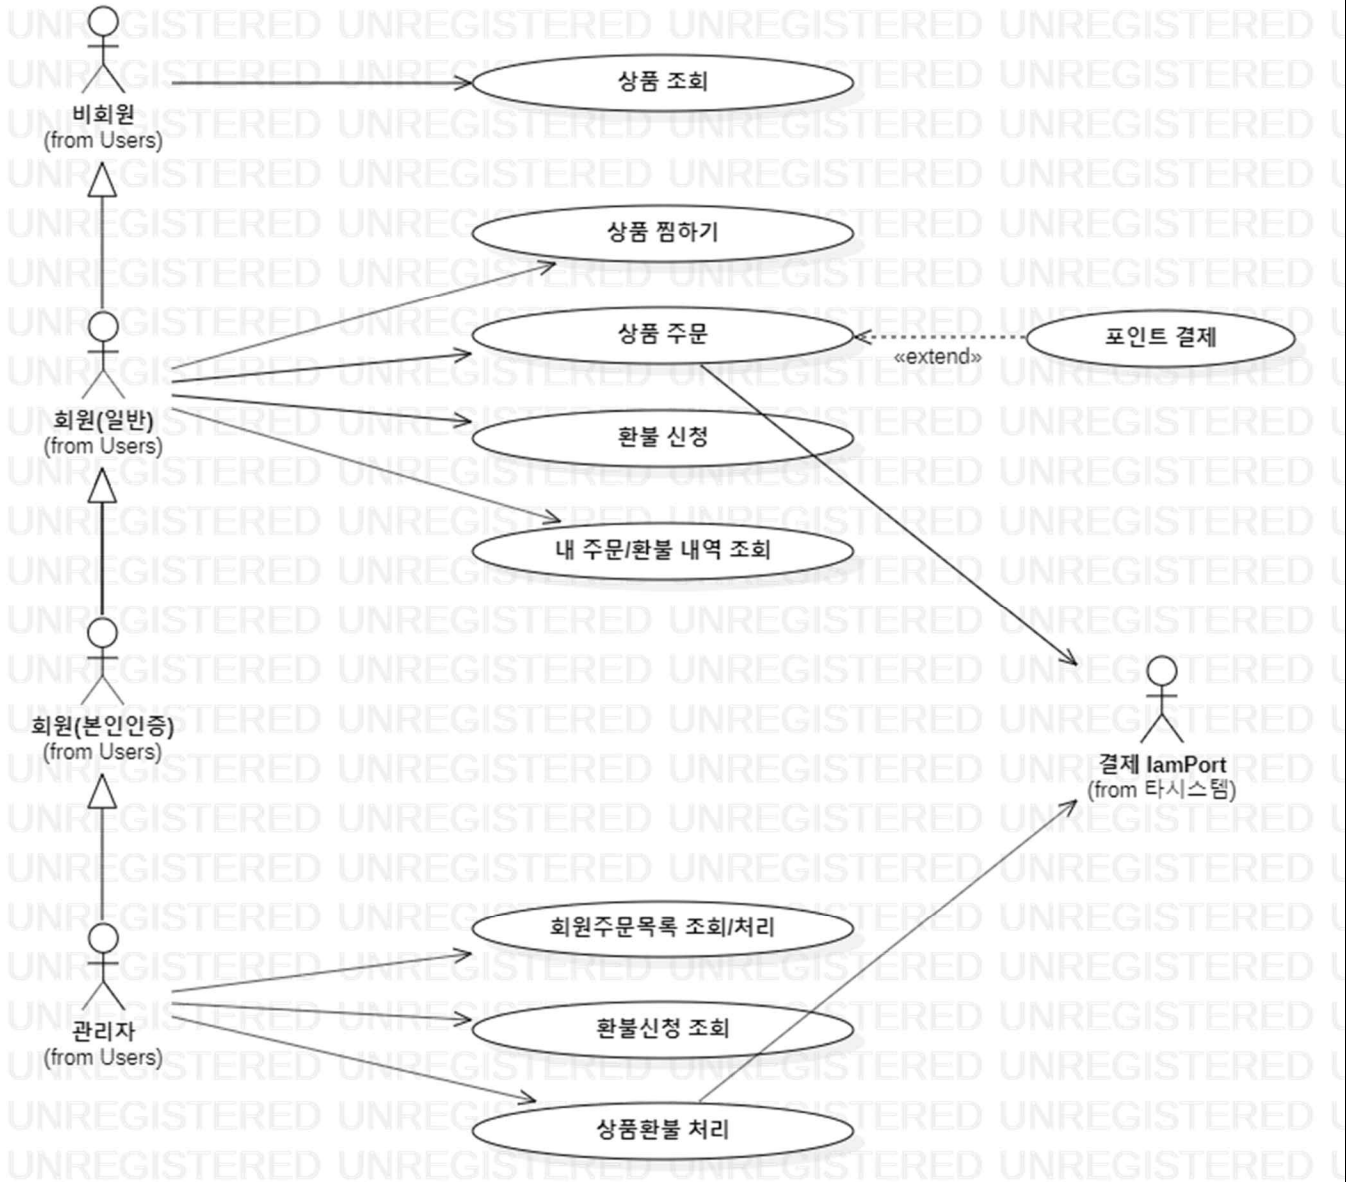 비회원
(from Users)
상품 조회
상품 찜하기
회원(일반)
(from Users)
상품 주문
«extend»
포인트 결제
환불 신청
내 주문/환불 내역 조회
회원(본인인증)
(from Users)
결제 IamPort
(from 타시스템)
관리자
(from Users)
회원주문목록 조회/처리
환불신청 조회
상품환불 처리
UNREGISTERED UNREGISTERED UNREGISTERED UNREGISTERED